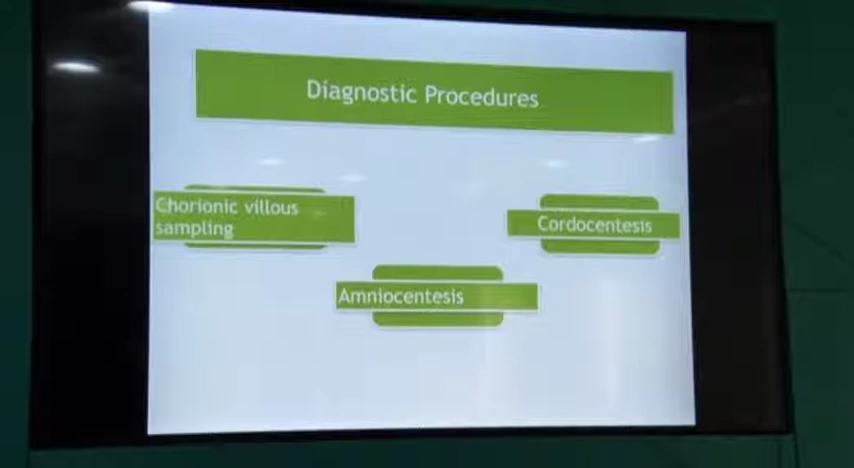 Diagnostic Procedures
Chorionic villous
sampling
Cordocentesis
Amniocentesis